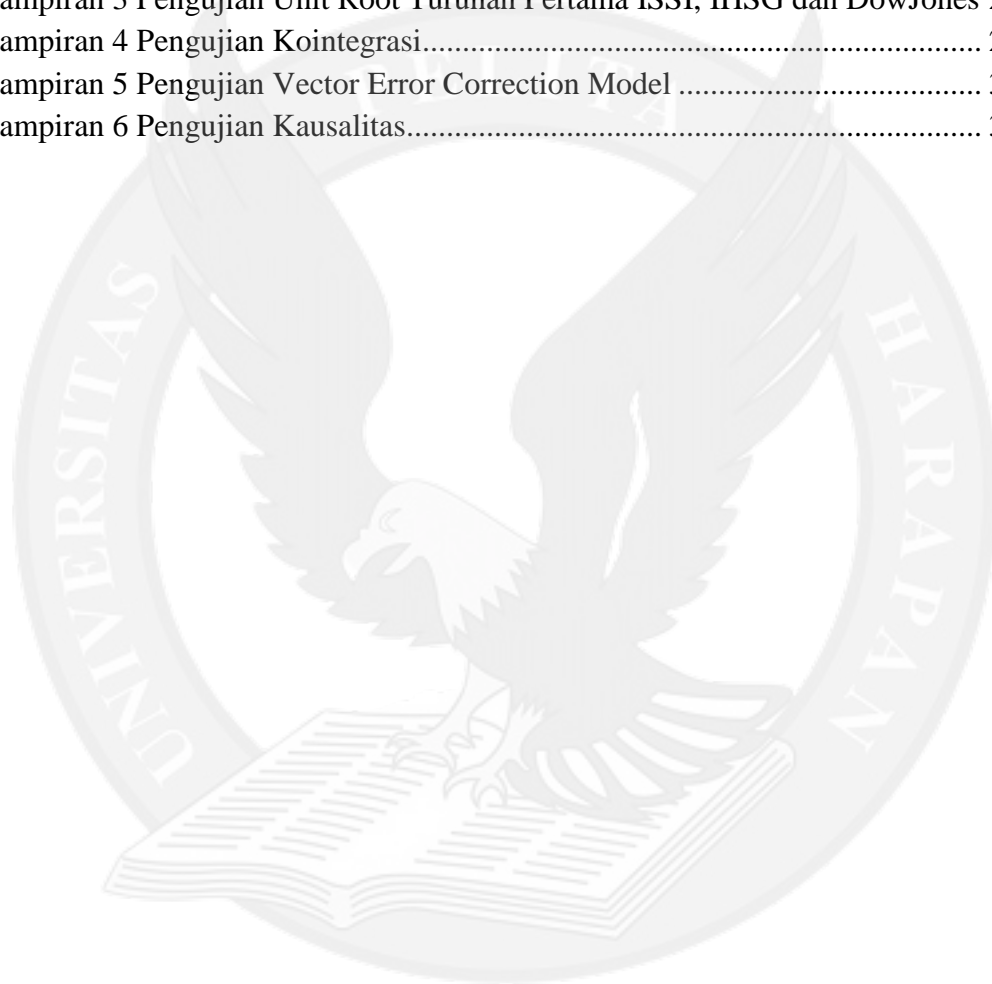 ampiran 3 Pengujian Unit Root Turunan Pertama ISSI, IHSG dan DowJones
ampiran 4 Pengujian Kointegrasi........................................................................
ampiran 5 Pengujian Vector Error Correction Model ......................................
ampiran 6 Pengujian Kausalitas..........................................................................
PELITA
UNIVERSITAS
HARAPAN